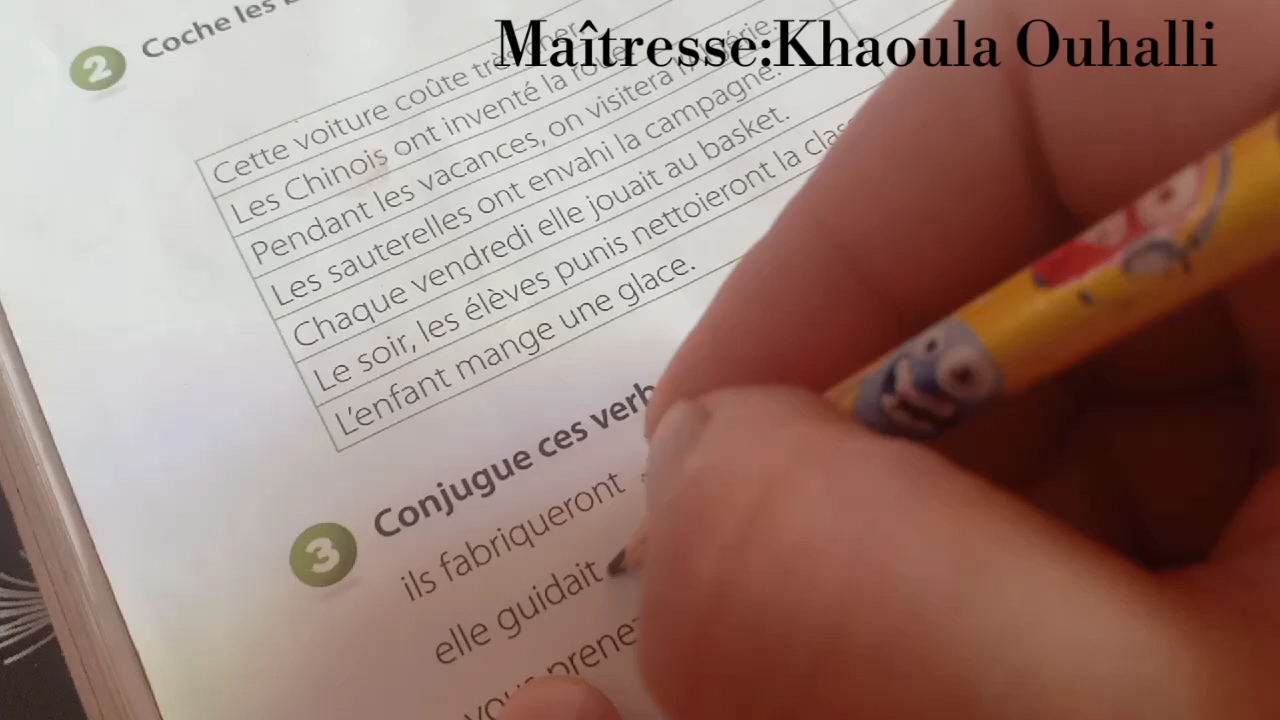 Maîtresse:Khaoula Ouhalli
2 Coche les
Cette voiture coûte
Les Chinois ont inventé la
Pendant les vacances, on visitera
Les sauterelles ont envahi la campagne.
Chaque vendredi elle jouait au basket.
Le soir, les élèves punis nettoieront la
L'enfant mange une glace.
3 Conjugue ces
ils fabriqueront
elle guidait